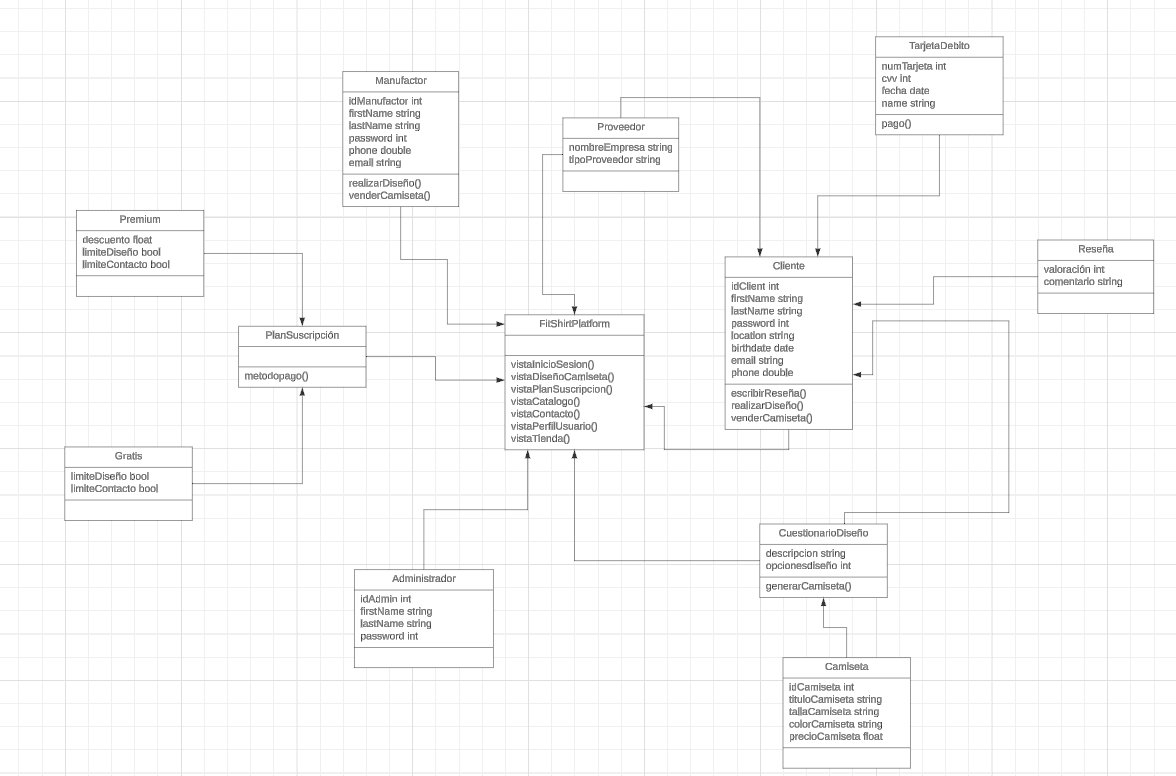 TarjetaDebito
numTarjeta int
cvv int
fecha date
name string
pago()
Manufactor
idManufactor int
firstName string
lastName string
password int
phone double
email string
realizarDiseño()
venderCamiseta()
Proveedor
nombreEmpresa string
tipoProveedor string
Premium
descuento float
limiteDiseño bool
limiteContacto bool
Reseña
valoración int
comentario string
Cliente
idClient int
firstName string
lastName string
password int
location string
birthdate date
email string
phone double
escribirReseña()
realizarDiseño()
venderCamiseta()
FitShirtPlatform
vistaInicioSesion()
vistaDiseñoCamiseta()
vistaPlanSuscripcion()
vistaCatalogo()
vistaContacto()
vistaPerfilUsuario()
vistaTienda()
PlanSuscripción
metodopago()
Gratis
limiteDiseño bool
limiteContacto bool
CuestionarioDiseño
descripcion string
opcionesdiseño int
generarCamiseta()
Administrador
idAdmin int
firstName string
lastName string
password int
Camiseta
idCamiseta int
tituloCamiseta string
tallaCamiseta string
colorCamiseta string
precioCamiseta float